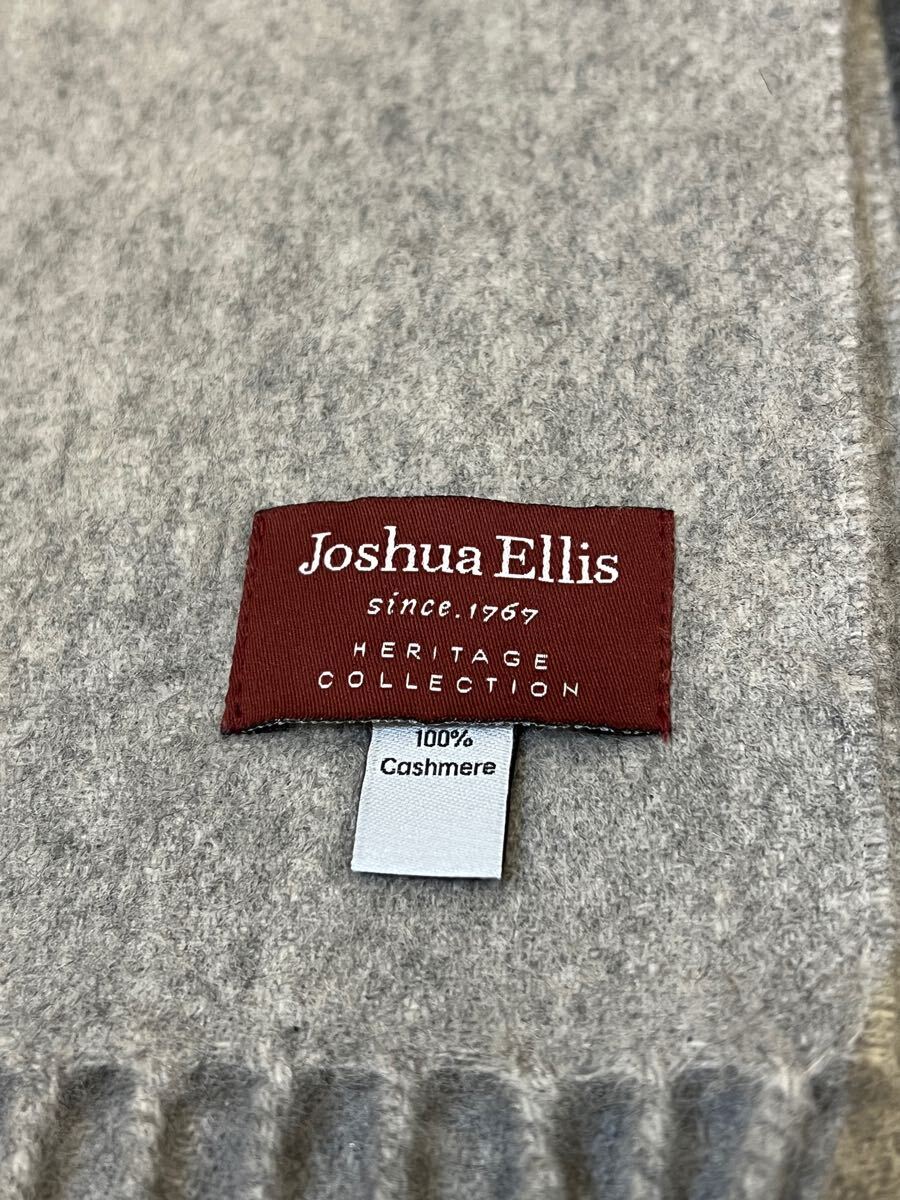 Joshua Ellis
since.1767
HERITAGE
COLLECTION
100%
Cashmere